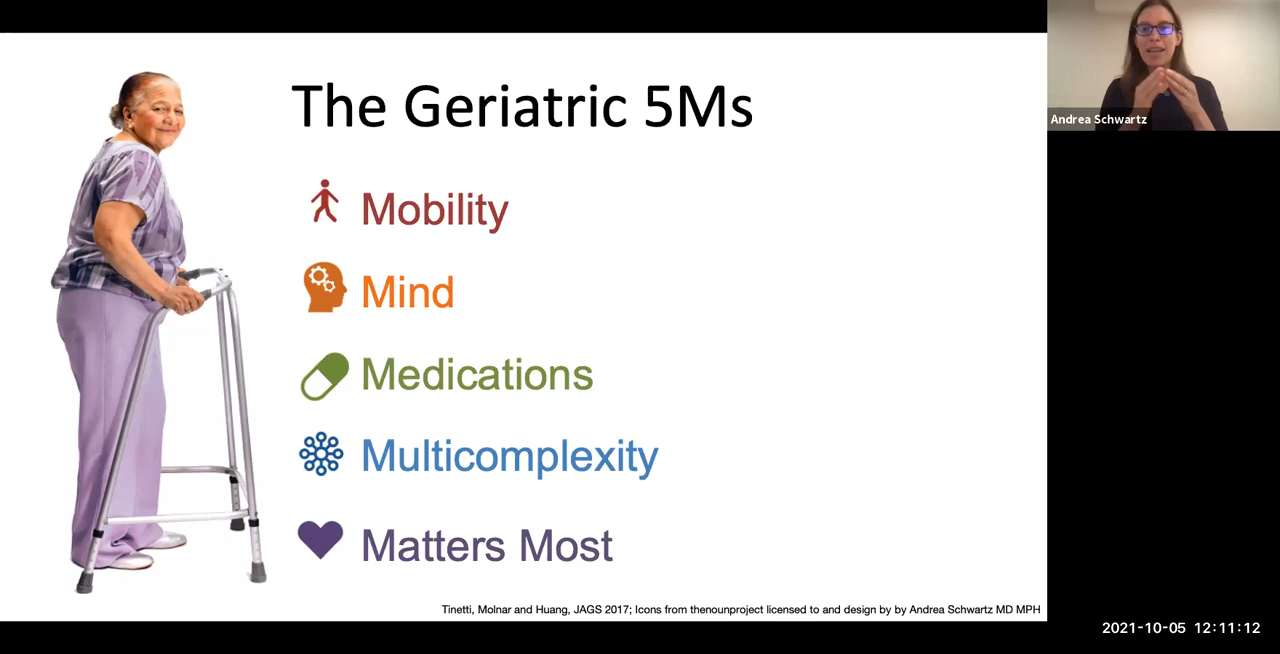 The Geriatric 5Ms
Mobility
Mind
Medications
Multicomplexity
Matters Most
Tinetti, Molnar and Huang, JAGS 2017; Icons from thenounproject licensed to and design by by Andrea Schwartz MD MPH
Andrea Schwartz
2021-10-05 12:11:12